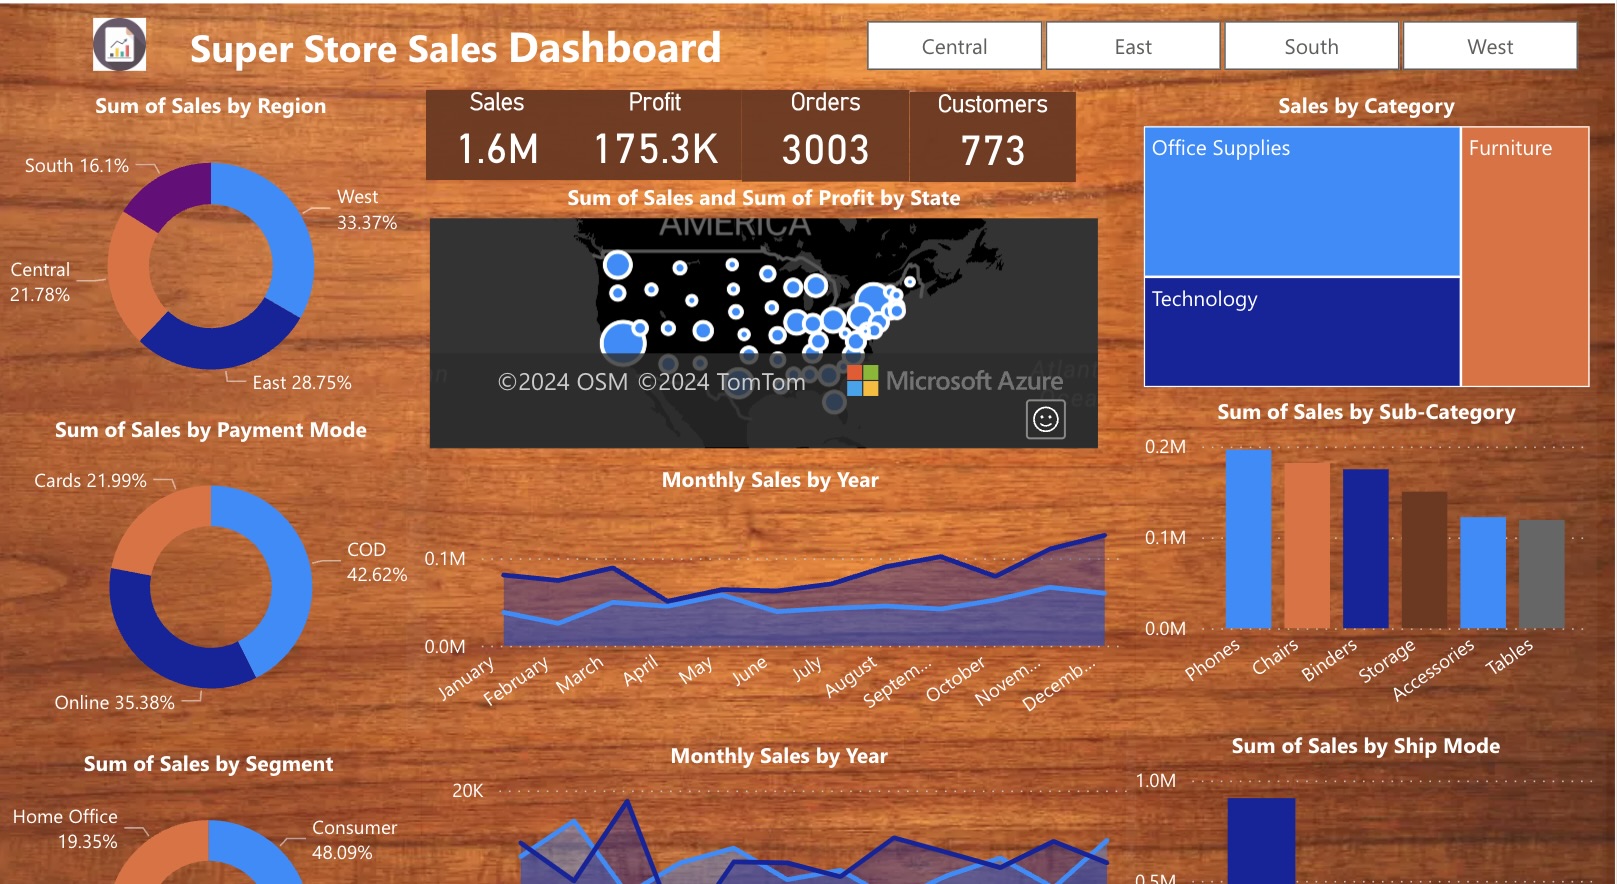 Super Store Sales Dashboard
Central
East
South
West
Sum of Sales by Region
South 16.1%
West
33.37%
Central
21.78%
East 28.75%
Sales
1.6M
Profit
175.3K
Orders
3003
Customers
773
Sum of Sales and Sum of Profit by State
AMERICA
©2024 OSM ©2024 TomTom
Microsoft Azure
Sales by Category
Office Supplies
Furniture
Technology
Sum of Sales by Payment Mode
Cards 21.99%
COD
42.62%
Online 35.38%
Monthly Sales by Year
0.1M
0.0M
January
February
March
April
May
June
July
August
Septem...
October
Novem...
Decemb...
Sum of Sales by Sub-Category
0.2M
0.1M
0.0M
Phones
Chairs
Binders
Storage
Accessories
Tables
Sum of Sales by Segment
Home Office
19.35%
Consumer
48.09%
Monthly Sales by Year
20K
Sum of Sales by Ship Mode
1.0M
0.5M